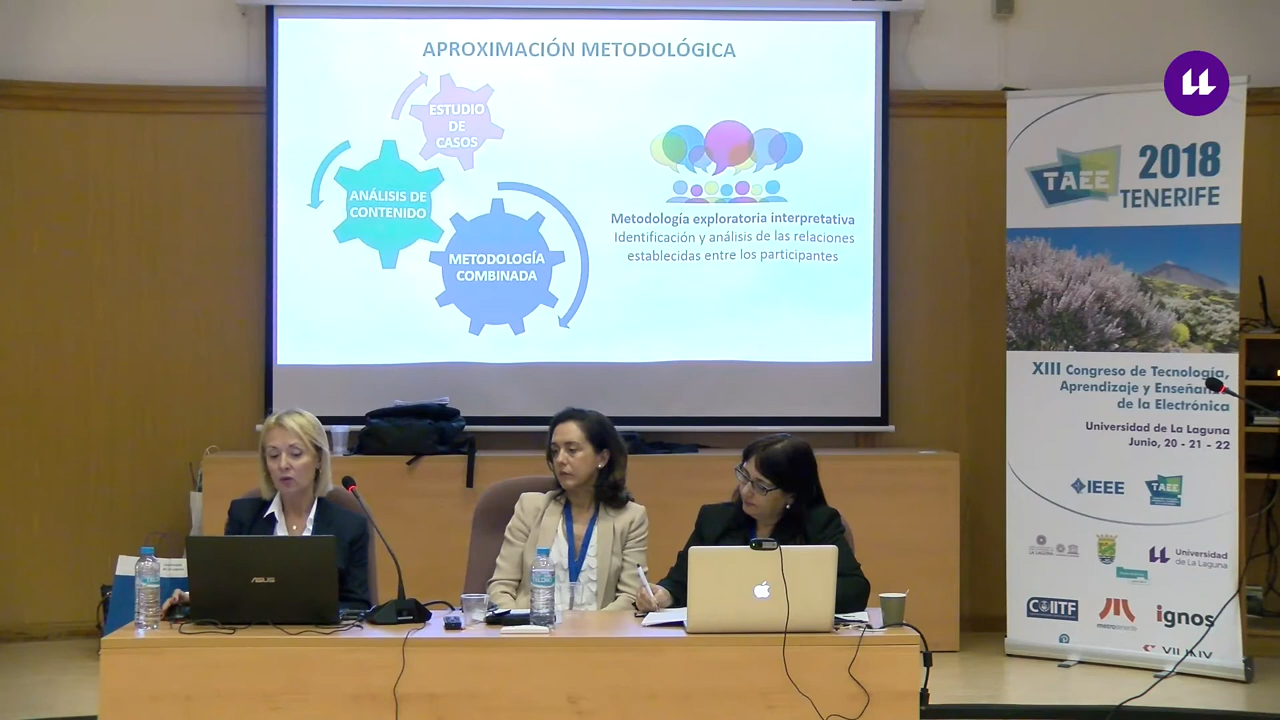 APROXIMACIÓN METODOLÓGICA
ESTUDIO
DE
CASOS
ANÁLISIS DE
CONTENIDO
METODOLOGÍA
COMBINADA
Metodología exploratoria interpretativa
Identificación y análisis de las relaciones
establecidas entre los participantes
TAEE
2018
TENERIFE
XIII Congreso de Tecnología,
Aprendizaje y
de la Electrónica
Universidad de La Laguna
Junio, 20 - 21 - 22
IEEE
TAEE
Universidad
de La Laguna
COIITF
ignos
ASUS